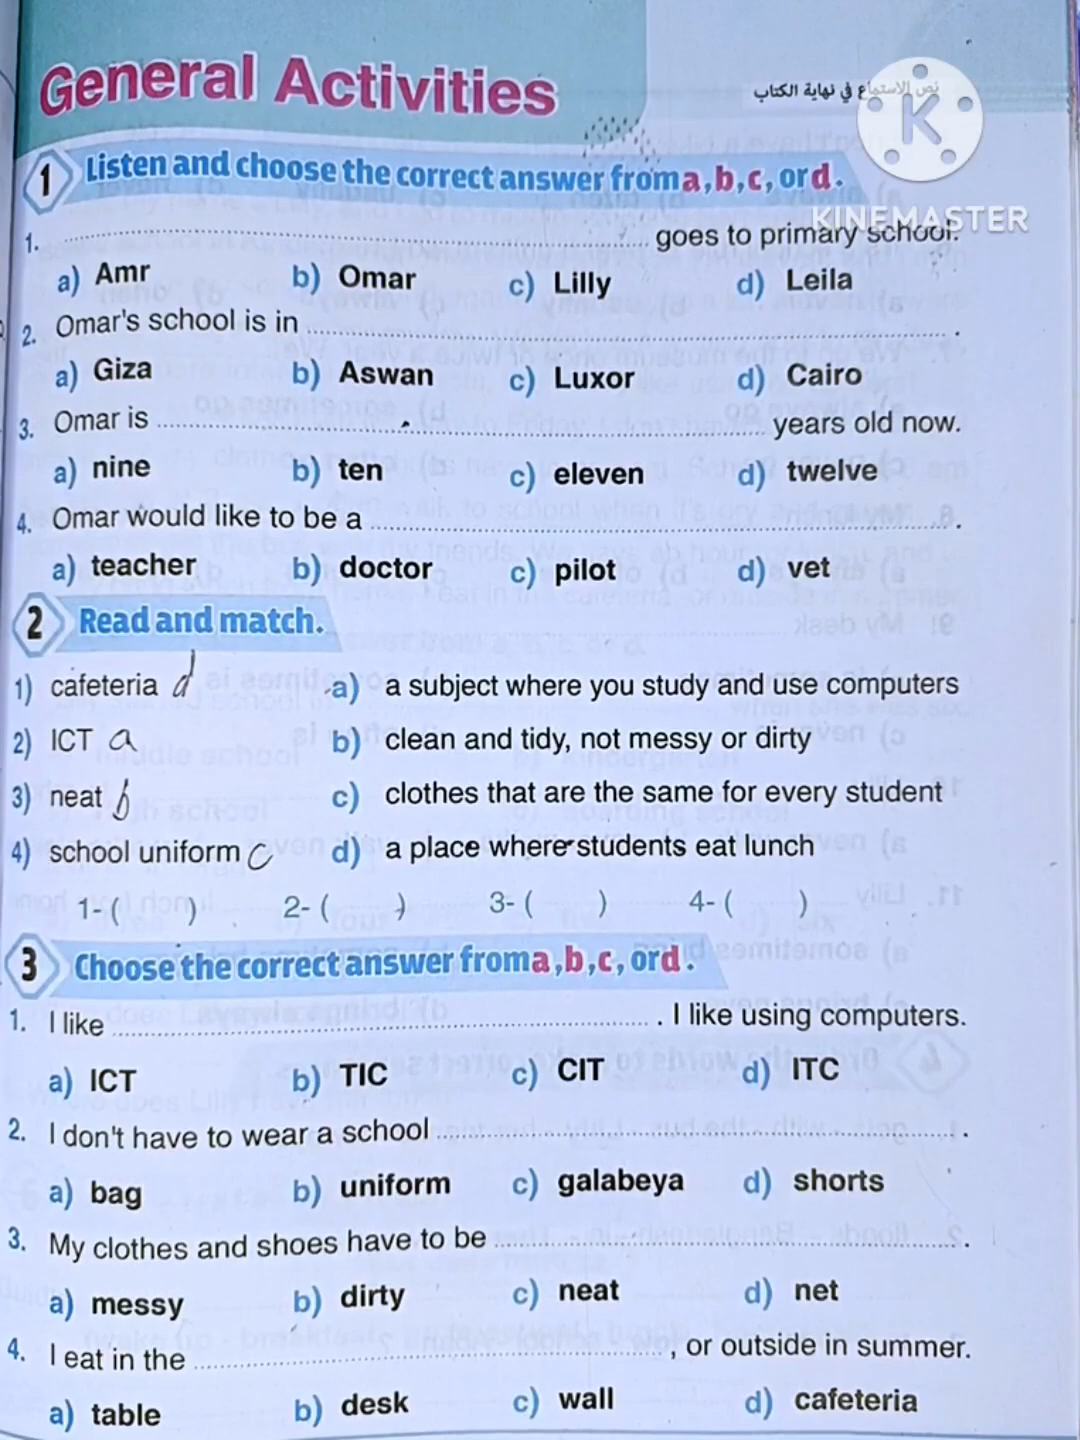 General Activities
نص الاستماع في نهاية الكتاب
K
KINEMASTER
1 Listen and choose the correct answer from a, b, c, or d.
1. goes to primary school.
a) Amr b) Omar c) Lilly d) Leila
2. Omar's school is in .
a) Giza b) Aswan c) Luxor d) Cairo
3. Omar is years old now.
a) nine b) ten c) eleven d) twelve
4. Omar would like to be a .
a) teacher b) doctor c) pilot d) vet
2 Read and match.
1) cafeteria d a) a subject where you study and use computers
2) ICT a b) clean and tidy, not messy or dirty
3) neat b c) clothes that are the same for every student
4) school uniform c d) a place where students eat lunch
1- ( ) 2- ( ) 3- ( ) 4- ( )
3 Choose the correct answer from a, b, c, or d.
1. I like . I like using computers.
a) ICT b) TIC c) CIT d) ITC
2. I don't have to wear a school .
a) bag b) uniform c) galabeya d) shorts
3. My clothes and shoes have to be .
a) messy b) dirty c) neat d) net
4. I eat in the , or outside in summer.
a) table b) desk c) wall d) cafeteria